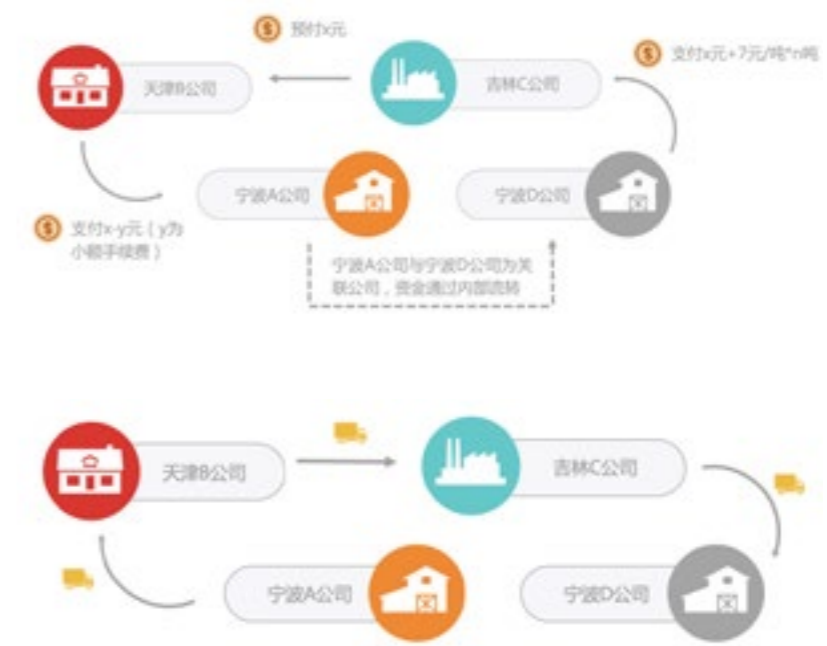 预付x元
支付x元+7元/吨*n吨
天津B公司
吉林C公司
宁波A公司
宁波D公司
支付x-y元（y为
小额手续费）
宁波A公司与宁波D公司为关
联公司，资金通过内部流转
天津B公司
吉林C公司
宁波A公司
宁波D公司